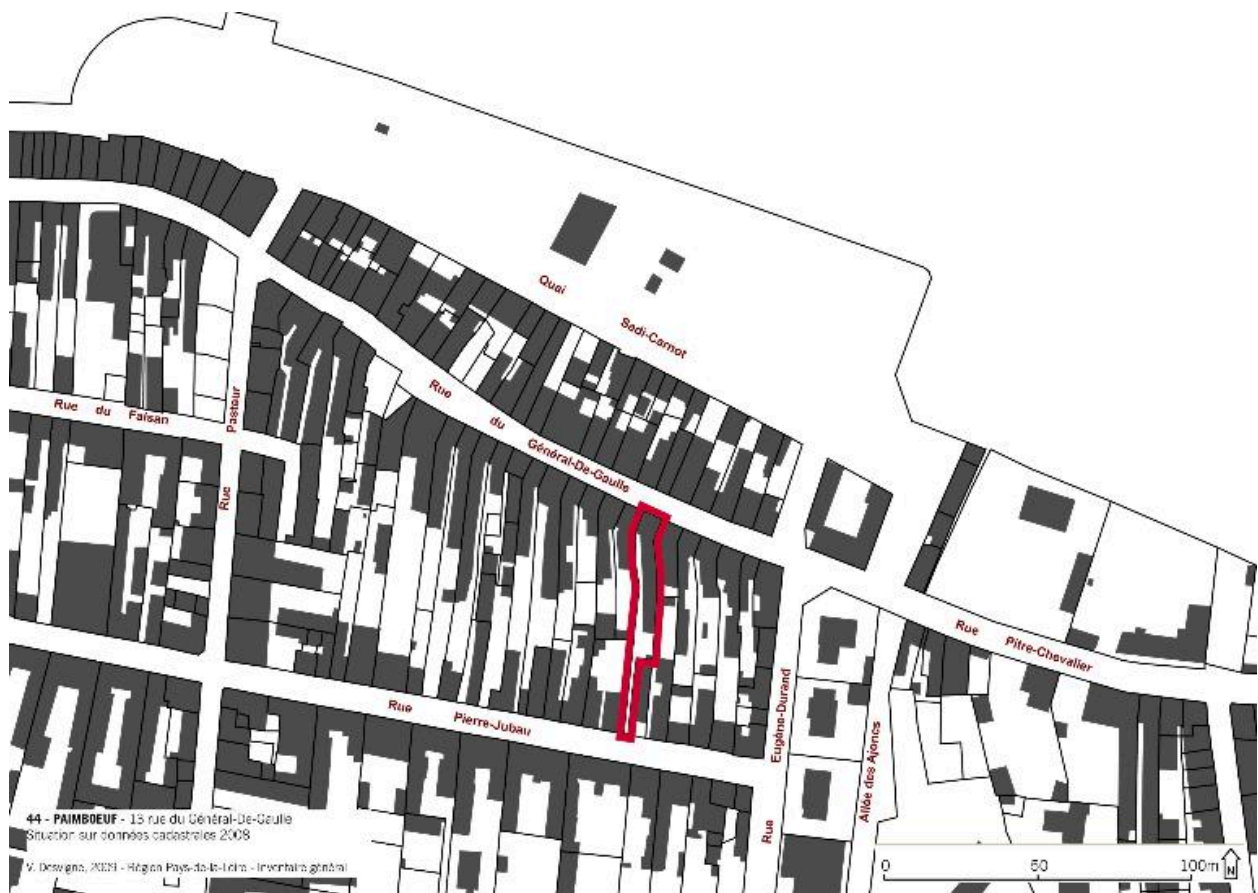 Quai
Sadi-Carnot
Rue du Faisan
Rue Pasteur
Rue du Général-De-Gaulle
Rue Pitre-Chevalier
Rue Pierre-Jubau
Rue Eugène-Durand
Allée des Ajoncs
44 - PAIMBOEUF - 13 rue du Général-De-Gaulle
Situation sur données cadastrales 2008
V. Desvigne, 2009 - Région Pays-de-la-Loire - Inventaire général
0 50 100m
N